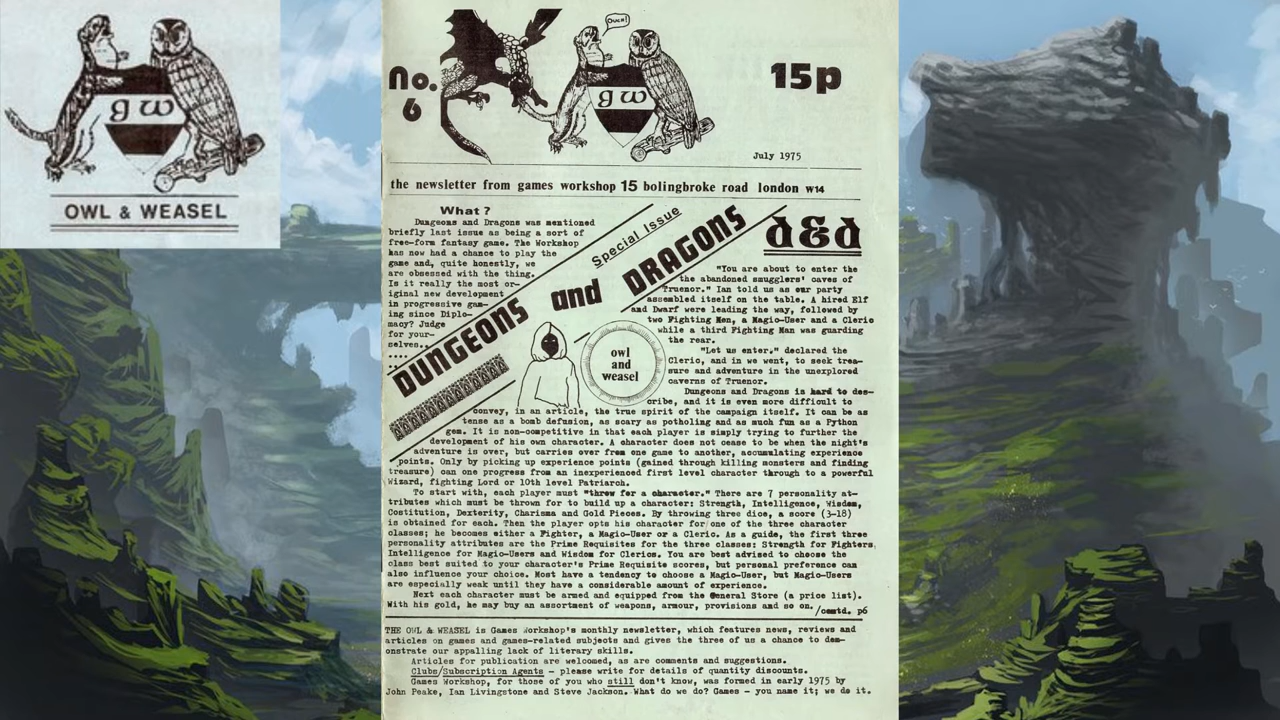 g w
OWL & WEASEL
Ouch!
No. 6
g w
15p
July 1975
the newsletter from games workshop 15 bolingbroke road london w14
What?
Dungeons and Dragons was mentioned
briefly last issue as being a sort of
free-form fantasy game. The Workshop
has now had a chance to play the
game and, quite honestly, we
are obsessed with the thing.
Is it really the most or-
iginal new development
in progressive gam-
ing since Diplo-
macy? Judge
for your-
selves..
....
..
Special Issue
DUNGEONS and DRAGONS
d&d
owl
and
weasel
"You are about to enter the
the abandoned smugglers' caves of
Truenor." Ian told us as our party
assembled itself on the table. A hired Elf
and Dwarf were leading the way, followed by
two Fighting Men, a Magic-User and a Cleric
while a third Fighting Man was guarding
the rear.
"Let us enter," declared the
Cleric, and in we went, to seek trea-
sure and adventure in the unexplored
caverns of Truenor.
Dungeons and Dragons is hard to des-
cribe, and it is even more difficult to
convey, in an article, the true spirit of the campaign itself. It can be as
tense as a bomb defusion, as scary as potholing and as much fun as a Python
gem. It is non-competitive in that each player is simply trying to further the
development of his own character. A character does not cease to be when the night's
adventure is over, but carries over from one game to another, accumulating experience
points. Only by picking up experience points (gained through killing monsters and finding
treasure) can one progress from an inexperienced first level character through to a powerful
Wizard, fighting Lord or 10th level Patriarch.
To start with, each player must "throw for a character." There are 7 personality at-
tributes which must be thrown for to build up a character: Strength, Intelligence, Wisdom,
Costitution, Dexterity, Charisma and Gold Pieces. By throwing three dice, a score (3-18)
is obtained for each. Then the player opts his character for one of the three character
classes; he becomes either a Fighter, a Magic-User or a Cleric. As a guide, the first three
personality attributes are the Prime Requisites for the three classes: Strength for Fighters,
Intelligence for Magic-Users and Wisdom for Clerics. You are best advised to choose the
class best suited to your character's Prime Requisite scores, but personal preference can
also influence your choice. Most have a tendency to choose a Magic-User, but Magic-Users
are especially weak until they have a considerable amount of experience.
Next each character must be armed and equipped from the General Store (a price list).
With his gold, he may buy an assortment of weapons, armour, provisions and so on. /contd. p6
THE OWL & WEASEL is Games Workshop's monthly newsletter, which features news, reviews and
articles on games and games-related subjects and gives the three of us a chance to dem-
onstrate our appalling lack of literary skills.
Articles for publication are welcomed, as are comments and suggestions.
Clubs/Subscription Agents - please write for details of quantity discounts.
Games Workshop, for those of you who still don't know, was formed in early 1975 by
John Peake, Ian Livingstone and Steve Jackson. What do we do? Games - you name it; we do it.